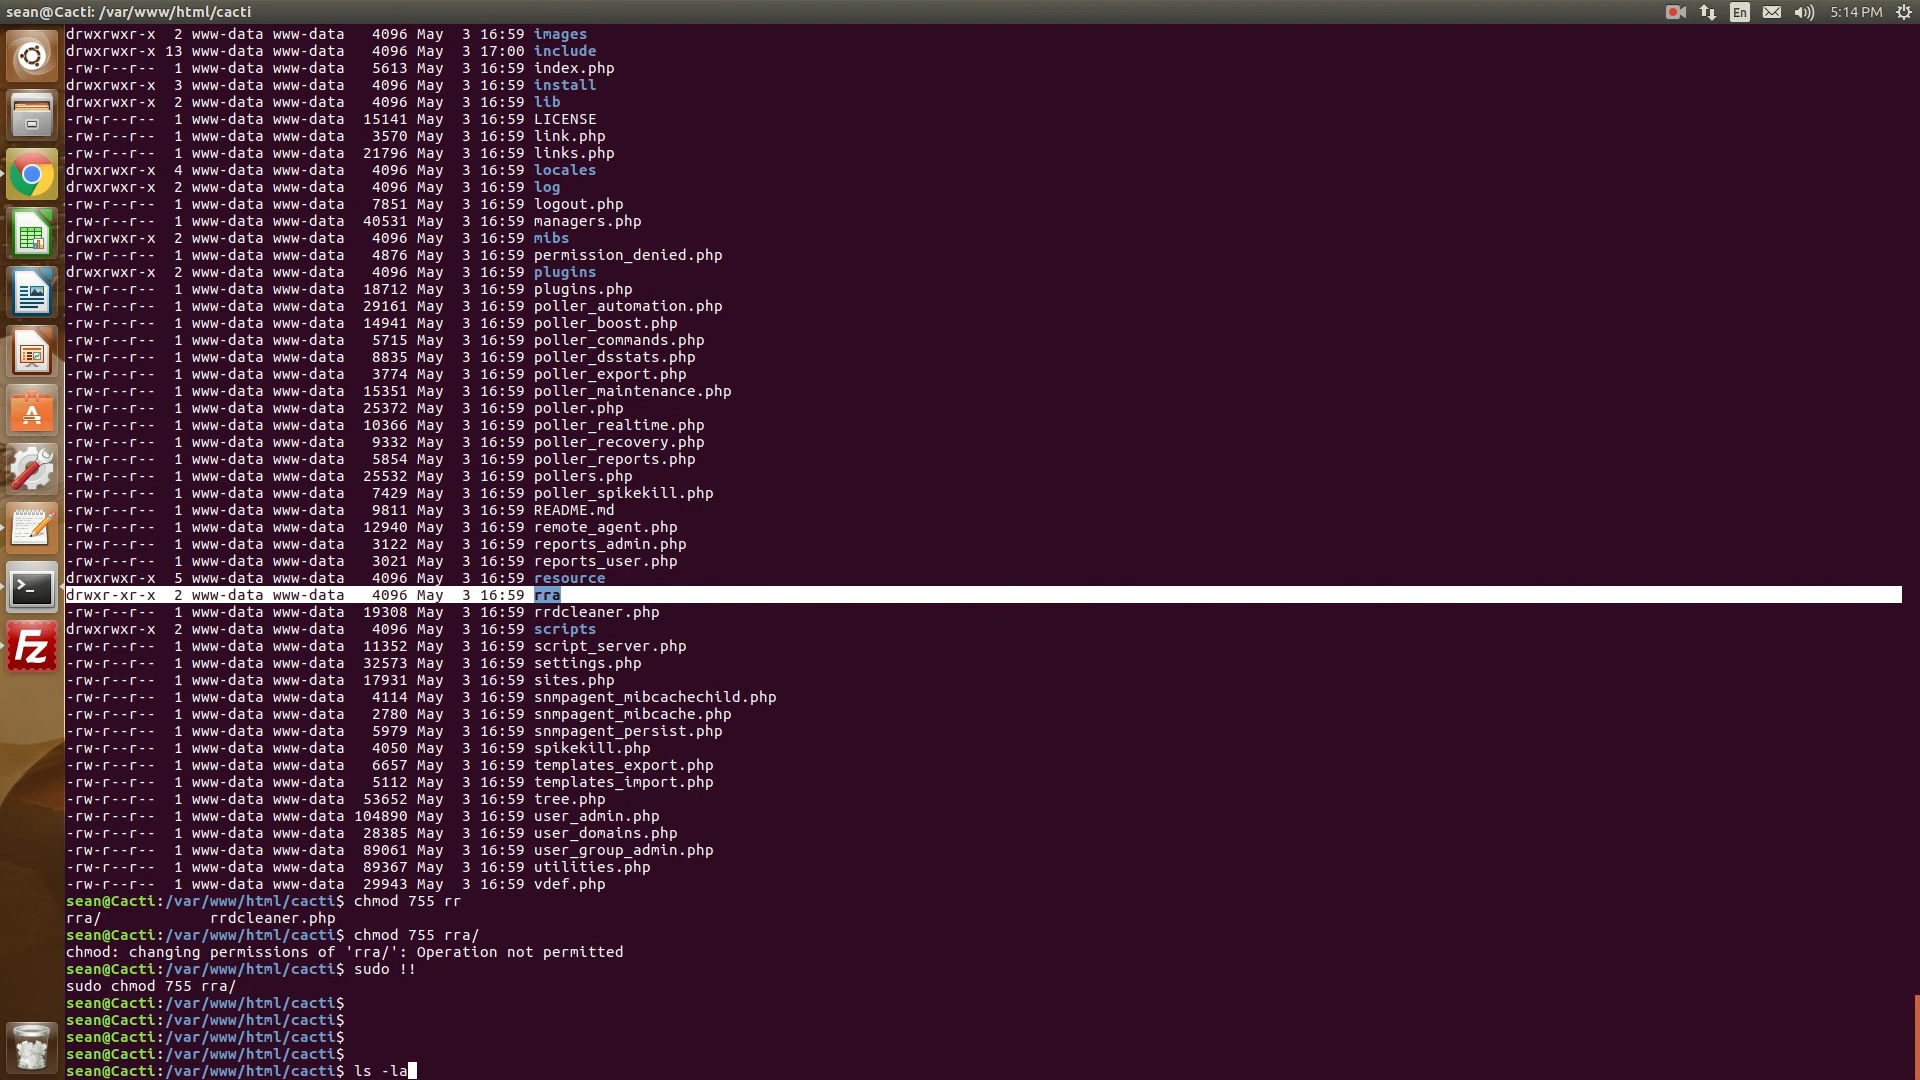 sean@Cacti: /var/www/html/cacti
En
5:14 PM
drwxrwxr-x  2 www-data www-data   4096 May  3 16:59 images
drwxrwxr-x 13 www-data www-data   4096 May  3 17:00 include
-rw-r--r--  1 www-data www-data   5613 May  3 16:59 index.php
drwxrwxr-x  3 www-data www-data   4096 May  3 16:59 install
drwxrwxr-x  2 www-data www-data   4096 May  3 16:59 lib
-rw-r--r--  1 www-data www-data  15141 May  3 16:59 LICENSE
-rw-r--r--  1 www-data www-data   3570 May  3 16:59 link.php
-rw-r--r--  1 www-data www-data  21796 May  3 16:59 links.php
drwxrwxr-x  4 www-data www-data   4096 May  3 16:59 locales
drwxrwxr-x  2 www-data www-data   4096 May  3 16:59 log
-rw-r--r--  1 www-data www-data   7851 May  3 16:59 logout.php
-rw-r--r--  1 www-data www-data  40531 May  3 16:59 managers.php
drwxrwxr-x  2 www-data www-data   4096 May  3 16:59 mibs
-rw-r--r--  1 www-data www-data   4876 May  3 16:59 permission_denied.php
drwxrwxr-x  2 www-data www-data   4096 May  3 16:59 plugins
-rw-r--r--  1 www-data www-data  18712 May  3 16:59 plugins.php
-rw-r--r--  1 www-data www-data  29161 May  3 16:59 poller_automation.php
-rw-r--r--  1 www-data www-data  14941 May  3 16:59 poller_boost.php
-rw-r--r--  1 www-data www-data   5715 May  3 16:59 poller_commands.php
-rw-r--r--  1 www-data www-data   8835 May  3 16:59 poller_dsstats.php
-rw-r--r--  1 www-data www-data   3774 May  3 16:59 poller_export.php
-rw-r--r--  1 www-data www-data  15351 May  3 16:59 poller_maintenance.php
-rw-r--r--  1 www-data www-data  25372 May  3 16:59 poller.php
-rw-r--r--  1 www-data www-data  10366 May  3 16:59 poller_realtime.php
-rw-r--r--  1 www-data www-data   9332 May  3 16:59 poller_recovery.php
-rw-r--r--  1 www-data www-data   5854 May  3 16:59 poller_reports.php
-rw-r--r--  1 www-data www-data  25532 May  3 16:59 pollers.php
-rw-r--r--  1 www-data www-data   7429 May  3 16:59 poller_spikekill.php
-rw-r--r--  1 www-data www-data   9811 May  3 16:59 README.md
-rw-r--r--  1 www-data www-data  12940 May  3 16:59 remote_agent.php
-rw-r--r--  1 www-data www-data   3122 May  3 16:59 reports_admin.php
-rw-r--r--  1 www-data www-data   3021 May  3 16:59 reports_user.php
drwxrwxr-x  5 www-data www-data   4096 May  3 16:59 resource
drwxr-xr-x  2 www-data www-data   4096 May  3 16:59 rra
-rw-r--r--  1 www-data www-data  19308 May  3 16:59 rrdcleaner.php
drwxrwxr-x  2 www-data www-data   4096 May  3 16:59 scripts
-rw-r--r--  1 www-data www-data  11352 May  3 16:59 script_server.php
-rw-r--r--  1 www-data www-data  32573 May  3 16:59 settings.php
-rw-r--r--  1 www-data www-data  17931 May  3 16:59 sites.php
-rw-r--r--  1 www-data www-data   4114 May  3 16:59 snmpagent_mibcachechild.php
-rw-r--r--  1 www-data www-data   2780 May  3 16:59 snmpagent_mibcache.php
-rw-r--r--  1 www-data www-data   5979 May  3 16:59 snmpagent_persist.php
-rw-r--r--  1 www-data www-data   4050 May  3 16:59 spikekill.php
-rw-r--r--  1 www-data www-data   6657 May  3 16:59 templates_export.php
-rw-r--r--  1 www-data www-data   5112 May  3 16:59 templates_import.php
-rw-r--r--  1 www-data www-data  53652 May  3 16:59 tree.php
-rw-r--r--  1 www-data www-data 104890 May  3 16:59 user_admin.php
-rw-r--r--  1 www-data www-data  28385 May  3 16:59 user_domains.php
-rw-r--r--  1 www-data www-data  89061 May  3 16:59 user_group_admin.php
-rw-r--r--  1 www-data www-data  89367 May  3 16:59 utilities.php
-rw-r--r--  1 www-data www-data  29943 May  3 16:59 vdef.php
sean@Cacti:/var/www/html/cacti$ chmod 755 rr
rra/            rrdcleaner.php
sean@Cacti:/var/www/html/cacti$ chmod 755 rra/
chmod: changing permissions of 'rra/': Operation not permitted
sean@Cacti:/var/www/html/cacti$ sudo !!
sudo chmod 755 rra/
sean@Cacti:/var/www/html/cacti$
sean@Cacti:/var/www/html/cacti$
sean@Cacti:/var/www/html/cacti$
sean@Cacti:/var/www/html/cacti$
sean@Cacti:/var/www/html/cacti$ ls -la